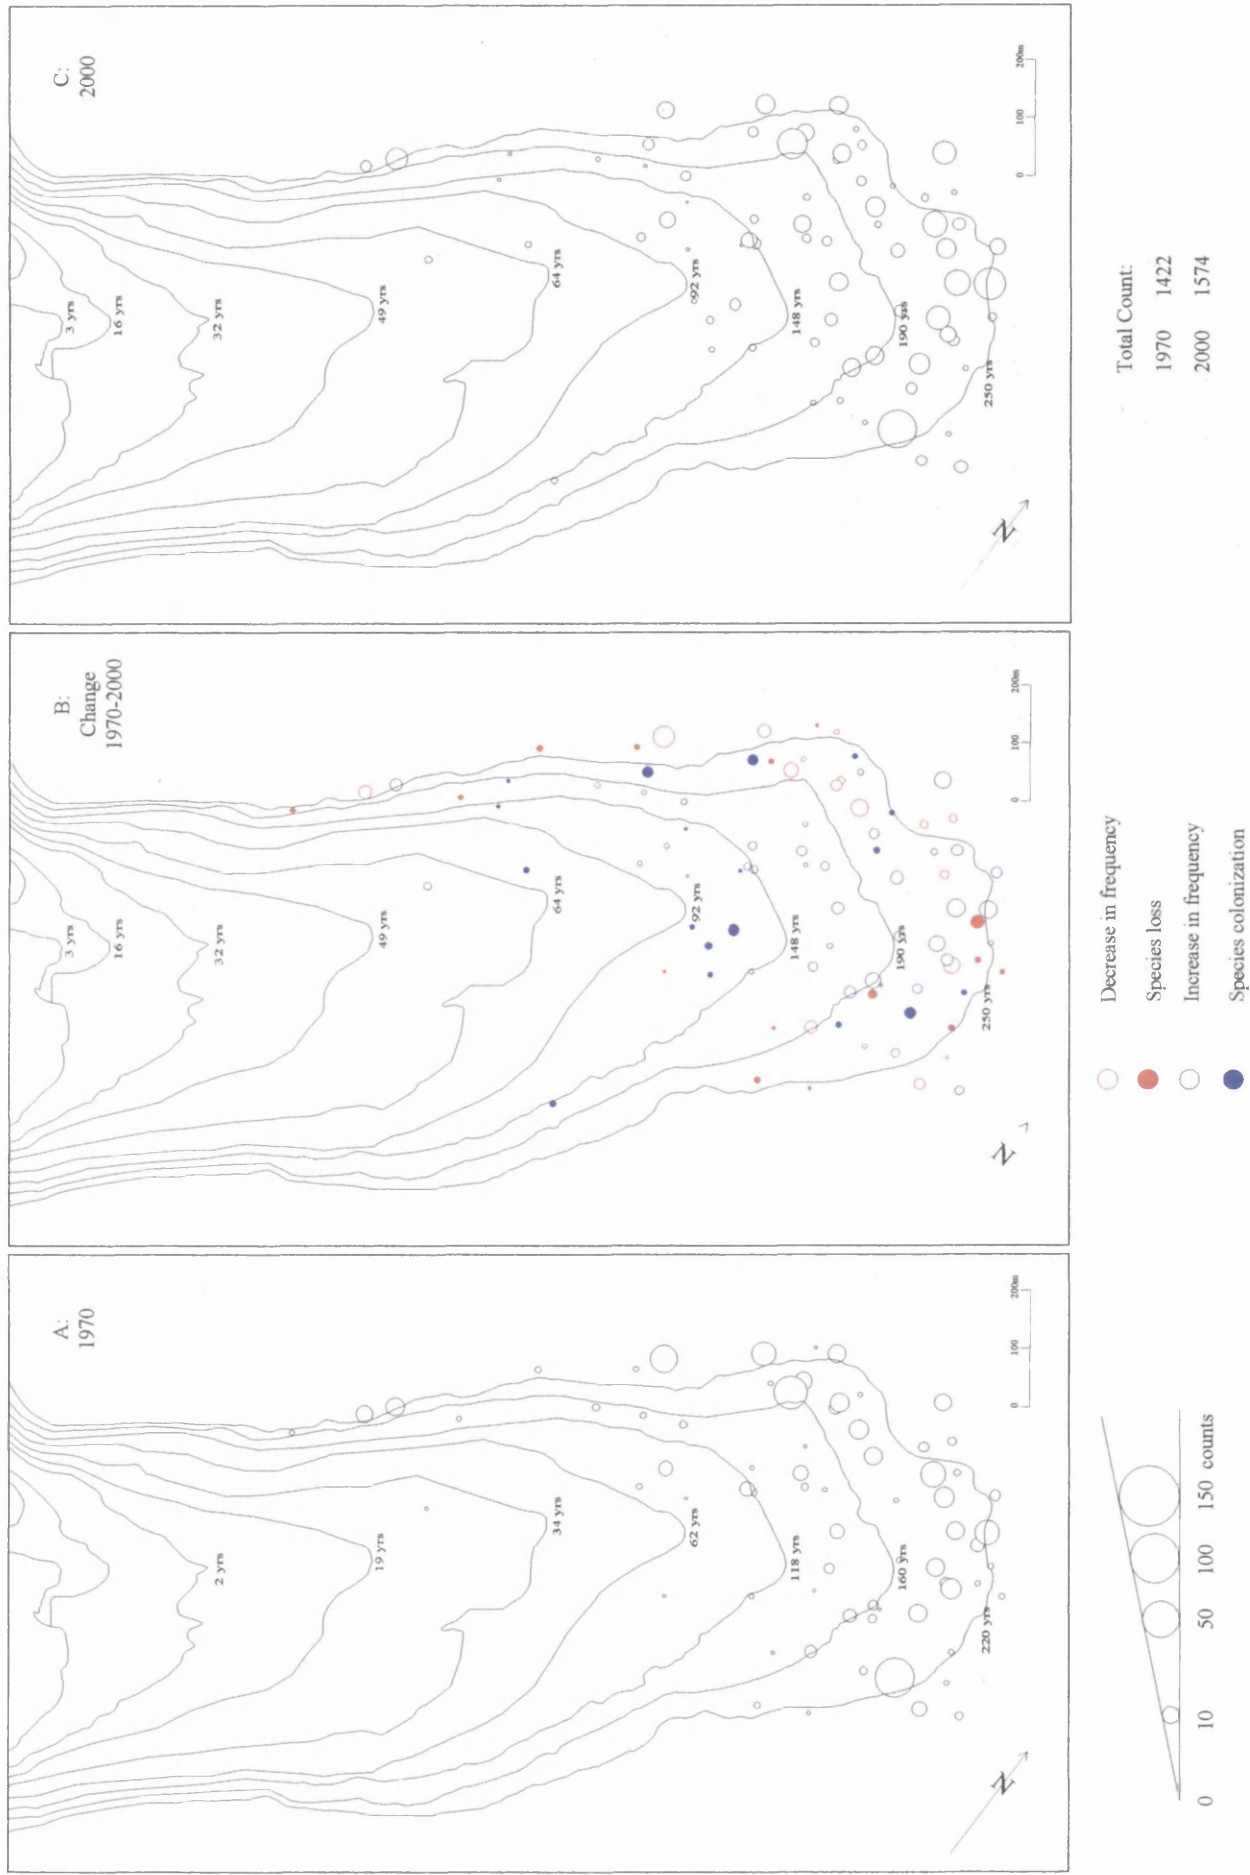 C:
2000
3 yrs
16 yrs
32 yrs
49 yrs
64 yrs
92 yrs
148 yrs
190 yrs
250 yrs
0 100 200m
N
B:
Change
1970-2000
3 yrs
16 yrs
32 yrs
49 yrs
64 yrs
92 yrs
148 yrs
190 yrs
250 yrs
0 100 200m
N
A:
1970
2 yrs
19 yrs
34 yrs
62 yrs
118 yrs
160 yrs
220 yrs
0 100 200m
N
Total Count:
1970 1422
2000 1574
Decrease in frequency
Species loss
Increase in frequency
Species colonization
0 10 50 100 150 counts